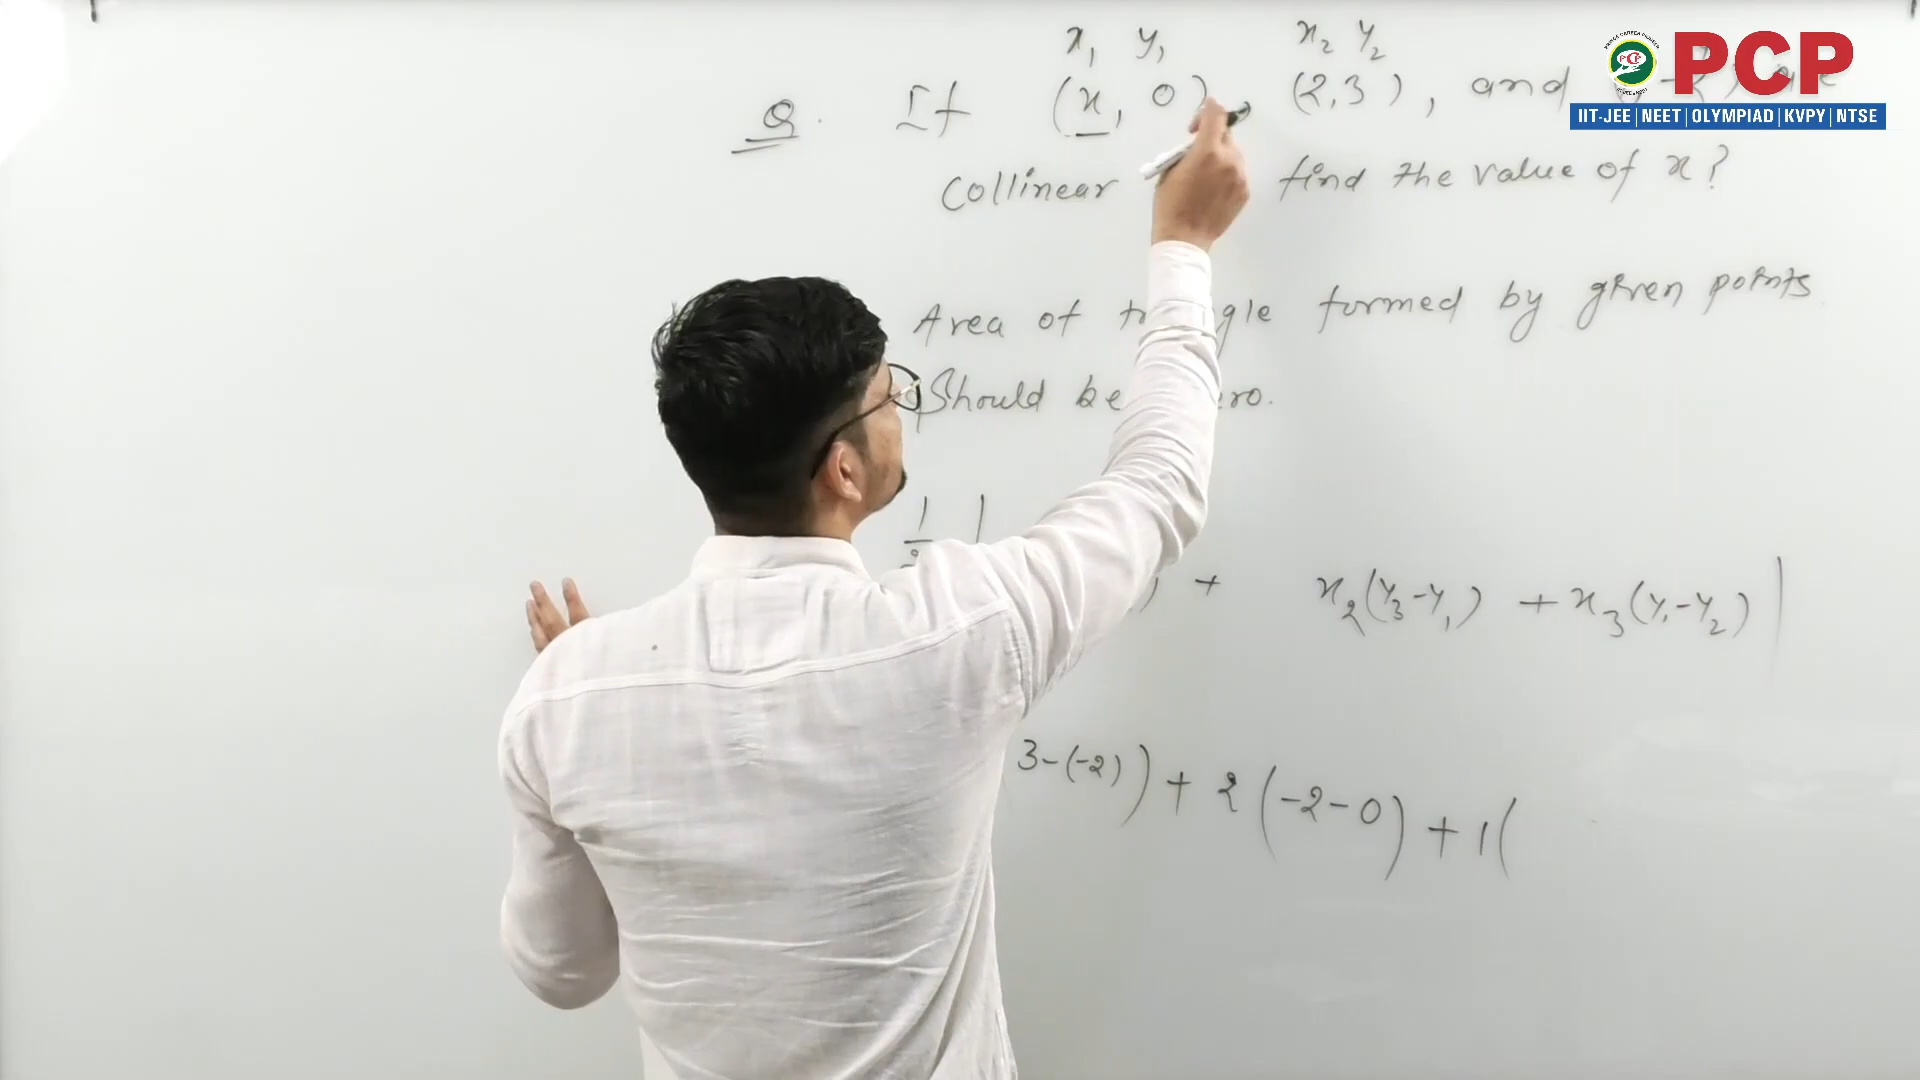 x₁ y₁ x₂ y₂
Q. If (x, 0), (2,3), and
Collinear find the value of x?
Area of gle formed by given points
Should be ero.
1
+ x₂(y₃-y₁) + x₃(y₁-y₂)|
3-(-2)) + 2(-2-0) + 1(
PCP
IIT-JEE | NEET | OLYMPIAD | KVPY | NTSE